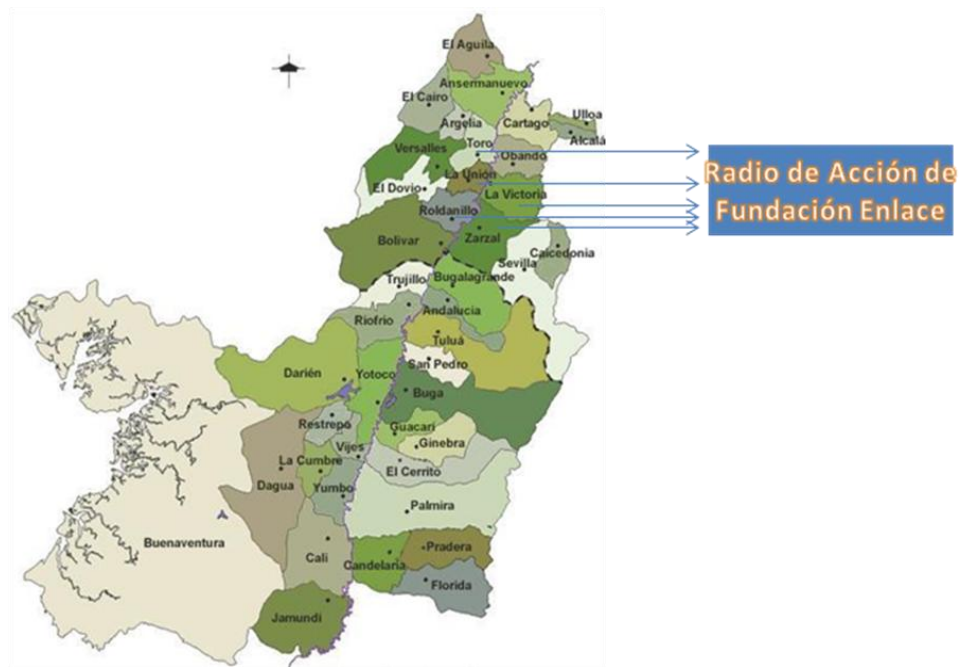 El Aguila
Ansermanuevo
El Cairo
Argelia
Cartago
Ulloa
Alcalá
Toro
Versalles
Obando
La Unión
Radio de Acción de
El Dovio
La Victoria
Roldanillo
Fundación Enlace
Bolivar
Zarzal
Caicedonia
Sevilla
Trujillo
Bugalagrande
Andalucia
Riofrio
Tuluá
San Pedro
Darién
Yotoco
Buga
Restrepo
Guacarí
Ginebra
Vijes
La Cumbre
El Cerrito
Dagua
Yumbo
Palmira
Buenaventura
Cali
Pradera
Candelaria
Florida
Jamundí